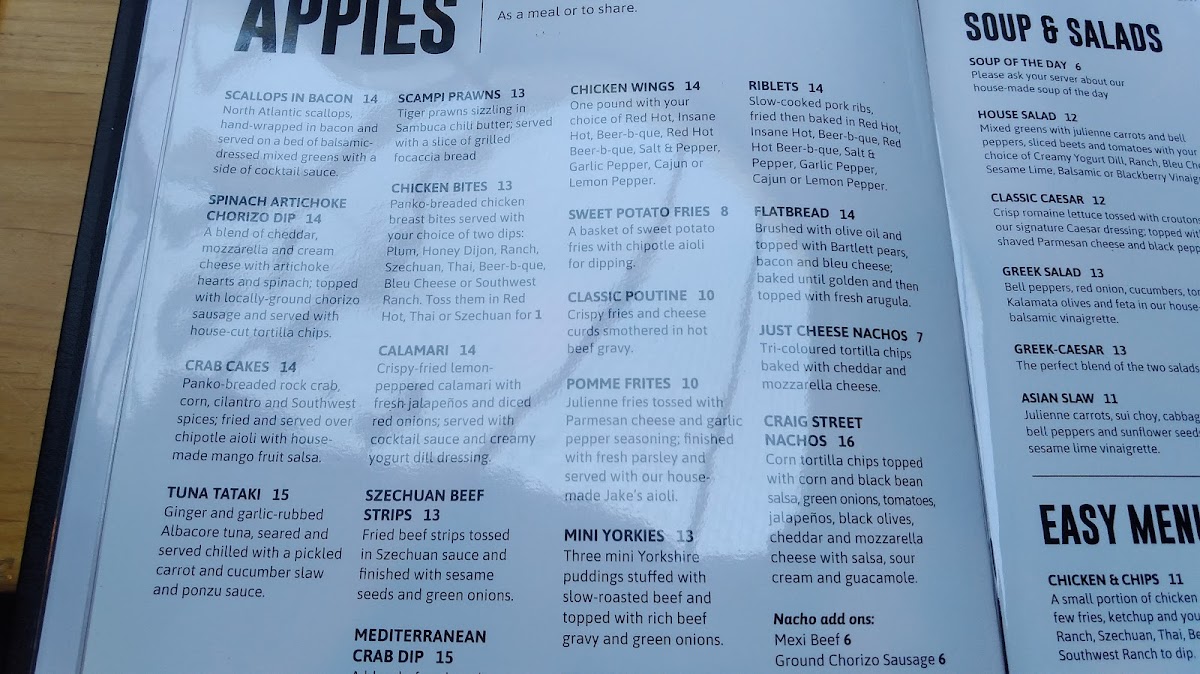 APPIES
As a meal or to share.
SCALLOPS IN BACON 14
North Atlantic scallops,
hand-wrapped in bacon and
served on a bed of balsamic-
dressed mixed greens with a
side of cocktail sauce.
SPINACH ARTICHOKE
CHORIZO DIP 14
A blend of cheddar,
mozzarella and cream
cheese with artichoke
hearts and spinach; topped
with locally-ground chorizo
sausage and served with
house-cut tortilla chips.
CRAB CAKES 14
Panko-breaded rock crab,
corn, cilantro and Southwest
spices; fried and served over
chipotle aioli with house-
made mango fruit salsa.
TUNA TATAKI 15
Ginger and garlic-rubbed
Albacore tuna, seared and
served chilled with a pickled
carrot and cucumber slaw
and ponzu sauce.
SCAMPI PRAWNS 13
Tiger prawns sizzling in
Sambuca chili butter; served
with a slice of grilled
focaccia bread
CHICKEN BITES 13
Panko-breaded chicken
breast bites served with
your choice of two dips:
Plum, Honey Dijon, Ranch,
Szechuan, Thai, Beer-b-que,
Bleu Cheese or Southwest
Ranch. Toss them in Red
Hot, Thai or Szechuan for 1
CALAMARI 14
Crispy-fried lemon-
peppered calamari with
fresh jalapeños and diced
red onions; served with
cocktail sauce and creamy
yogurt dill dressing.
SZECHUAN BEEF
STRIPS 13
Fried beef strips tossed
in Szechuan sauce and
finished with sesame
seeds and green onions.
MEDITERRANEAN
CRAB DIP 15
CHICKEN WINGS 14
One pound with your
choice of Red Hot, Insane
Hot, Beer-b-que, Red Hot
Beer-b-que, Salt & Pepper,
Garlic Pepper, Cajun or
Lemon Pepper.
SWEET POTATO FRIES 8
A basket of sweet potato
fries with chipotle aioli
for dipping.
CLASSIC POUTINE 10
Crispy fries and cheese
curds smothered in hot
beef gravy.
POMME FRITES 10
Julienne fries tossed with
Parmesan cheese and garlic
pepper seasoning; finished
with fresh parsley and
served with our house-
made Jake's aioli.
MINI YORKIES 13
Three mini Yorkshire
puddings stuffed with
slow-roasted beef and
topped with rich beef
gravy and green onions.
RIBLETS 14
Slow-cooked pork ribs,
fried then baked in Red Hot,
Insane Hot, Beer-b-que, Red
Hot Beer-b-que, Salt &
Pepper, Garlic Pepper,
Cajun or Lemon Pepper.
FLATBREAD 14
Brushed with olive oil and
topped with Bartlett pears,
bacon and bleu cheese;
baked until golden and then
topped with fresh arugula.
JUST CHEESE NACHOS 7
Tri-coloured tortilla chips
baked with cheddar and
mozzarella cheese.
CRAIG STREET
NACHOS 16
Corn tortilla chips topped
with corn and black bean
salsa, green onions, tomatoes,
jalapeños, black olives,
cheddar and mozzarella
cheese with salsa, sour
cream and guacamole.
Nacho add ons:
Mexi Beef 6
Ground Chorizo Sausage 6
SOUP & SALADS
SOUP OF THE DAY 6
Please ask your server about our
house-made soup of the day
HOUSE SALAD 12
Mixed greens with julienne carrots and bell
peppers, sliced beets and tomatoes with your
choice of Creamy Yogurt Dill, Ranch, Bleu
Sesame Lime, Balsamic or Blackberry
CLASSIC CAESAR 12
Crisp romaine lettuce tossed with
our signature Caesar dressing; topped
shaved Parmesan cheese and black
GREEK SALAD 13
Bell peppers, red onion, cucumbers,
Kalamata olives and feta in our
balsamic vinaigrette.
GREEK-CAESAR 13
The perfect blend of the two salads
ASIAN SLAW 11
Julienne carrots, sui choy,
bell peppers and sunflower
sesame lime vinaigrette.
EASY
CHICKEN & CHIPS 11
A small portion of chicken
few fries, ketchup and
Ranch, Szechuan, Thai,
Southwest Ranch to dip.